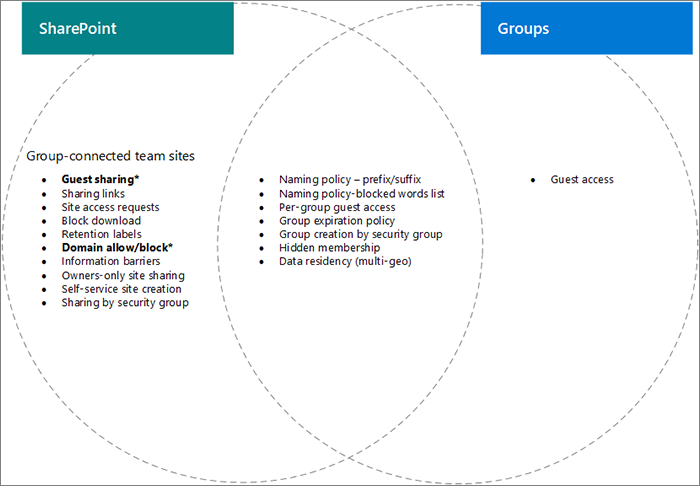 SharePoint
Groups
Group-connected team sites
• Guest sharing*
• Sharing links
• Site access requests
• Block download
• Retention labels
• Domain allow/block*
• Information barriers
• Owners-only site sharing
• Self-service site creation
• Sharing by security group
• Naming policy – prefix/suffix
• Naming policy-blocked words list
• Per-group guest access
• Group expiration policy
• Group creation by security group
• Hidden membership
• Data residency (multi-geo)
• Guest access